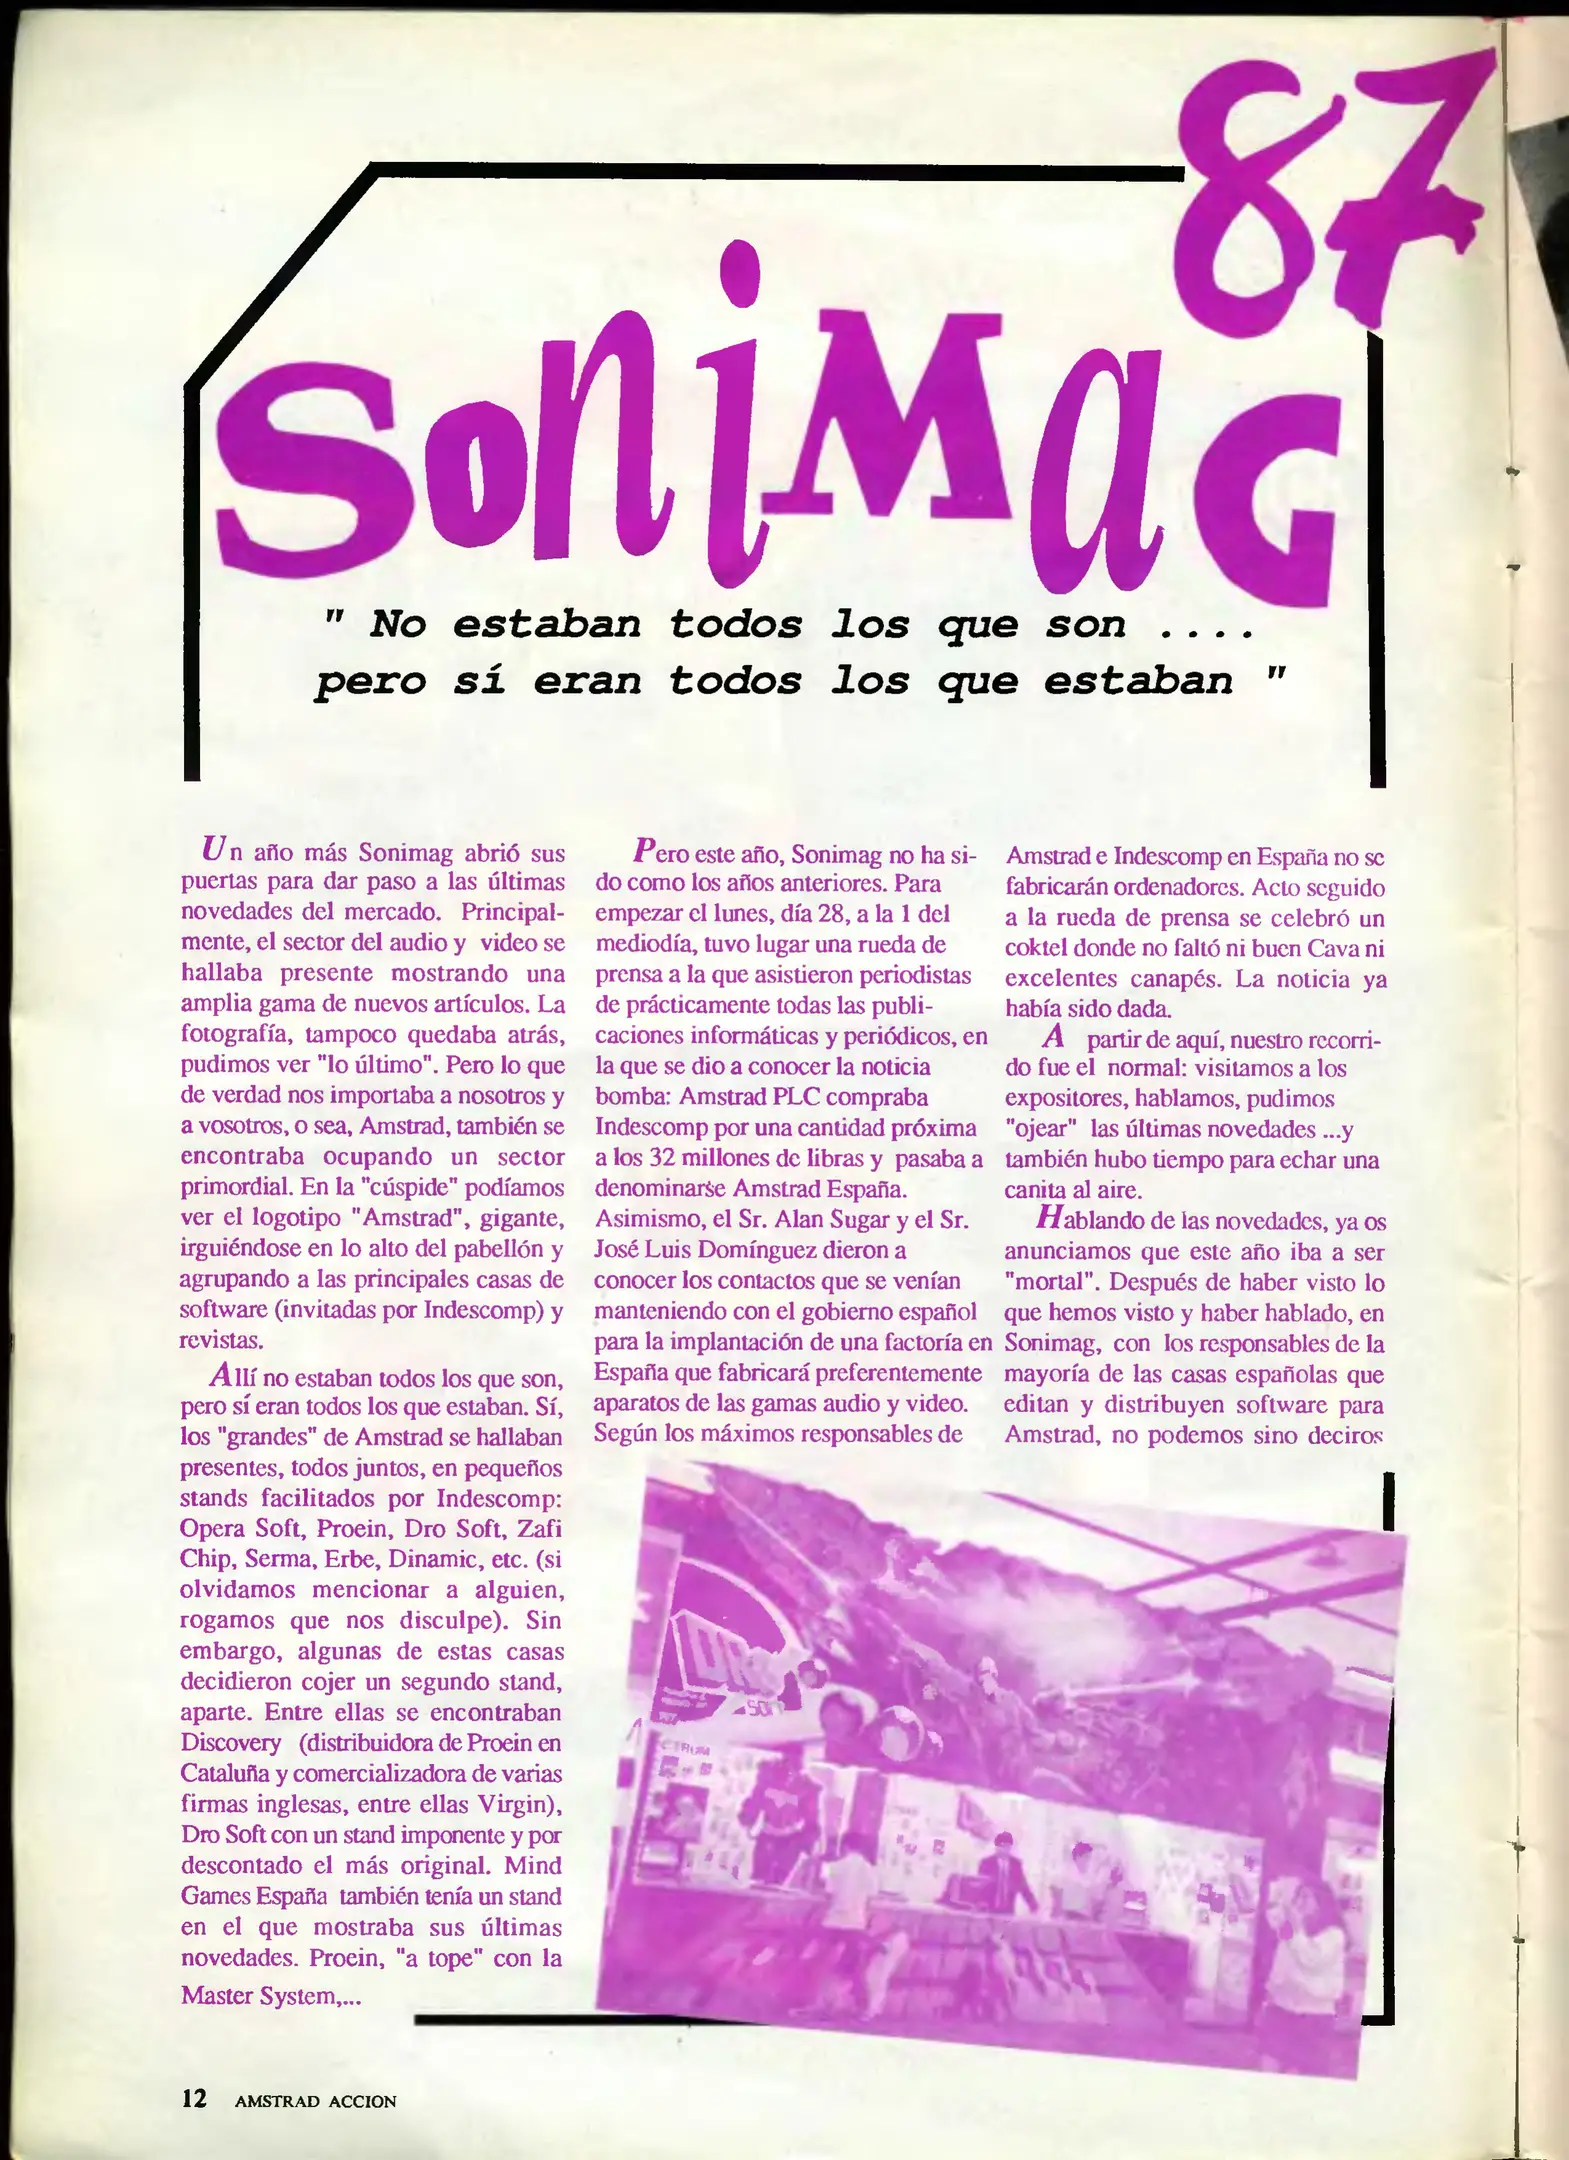 87
SoniMaG
" No estaban todos los que son ....
pero sí eran todos los que estaban "
Un año más Sonimag abrió sus
puertas para dar paso a las últimas
novedades del mercado. Principal-
mente, el sector del audio y video se
hallaba presente mostrando una
amplia gama de nuevos artículos. La
fotografía, tampoco quedaba atrás,
pudimos ver "lo último". Pero lo que
de verdad nos importaba a nosotros y
a vosotros, o sea, Amstrad, también se
encontraba ocupando un sector
primordial. En la "cúspide" podíamos
ver el logotipo "Amstrad", gigante,
irguiéndose en lo alto del pabellón y
agrupando a las principales casas de
software (invitadas por Indescomp) y
revistas.
Allí no estaban todos los que son,
pero sí eran todos los que estaban. Sí,
los "grandes" de Amstrad se hallaban
presentes, todos juntos, en pequeños
stands facilitados por Indescomp:
Opera Soft, Proein, Dro Soft, Zafi
Chip, Serma, Erbe, Dinamic, etc. (si
olvidamos mencionar a alguien,
rogamos que nos disculpe). Sin
embargo, algunas de estas casas
decidieron cojer un segundo stand,
aparte. Entre ellas se encontraban
Discovery (distribuidora de Proein en
Cataluña y comercializadora de varias
firmas inglesas, entre ellas Virgin),
Dro Soft con un stand imponente y por
descontado el más original. Mind
Games España también tenía un stand
en el que mostraba sus últimas
novedades. Proein, "a tope" con la
Master System,...
Pero este año, Sonimag no ha si-
do como los años anteriores. Para
empezar el lunes, día 28, a la 1 del
mediodía, tuvo lugar una rueda de
prensa a la que asistieron periodistas
de prácticamente todas las publi-
caciones informáticas y periódicos, en
la que se dio a conocer la noticia
bomba: Amstrad PLC compraba
Indescomp por una cantidad próxima
a los 32 millones de libras y pasaba a
denominarse Amstrad España.
Asimismo, el Sr. Alan Sugar y el Sr.
José Luis Domínguez dieron a
conocer los contactos que se venían
manteniendo con el gobierno español
para la implantación de una factoría en
España que fabricará preferentemente
aparatos de las gamas audio y video.
Según los máximos responsables de
Amstrad e Indescomp en España no se
fabricarán ordenadores. Acto seguido
a la rueda de prensa se celebró un
coktel donde no faltó ni buen Cava ni
excelentes canapés. La noticia ya
había sido dada.
A partir de aquí, nuestro recorri-
do fue el normal: visitamos a los
expositores, hablamos, pudimos
"ojear" las últimas novedades ...y
también hubo tiempo para echar una
canita al aire.
Hablando de las novedades, ya os
anunciamos que este año iba a ser
"mortal". Después de haber visto lo
que hemos visto y haber hablado, en
Sonimag, con los responsables de la
mayoría de las casas españolas que
editan y distribuyen software para
Amstrad, no podemos sino deciros
12 AMSTRAD ACCION